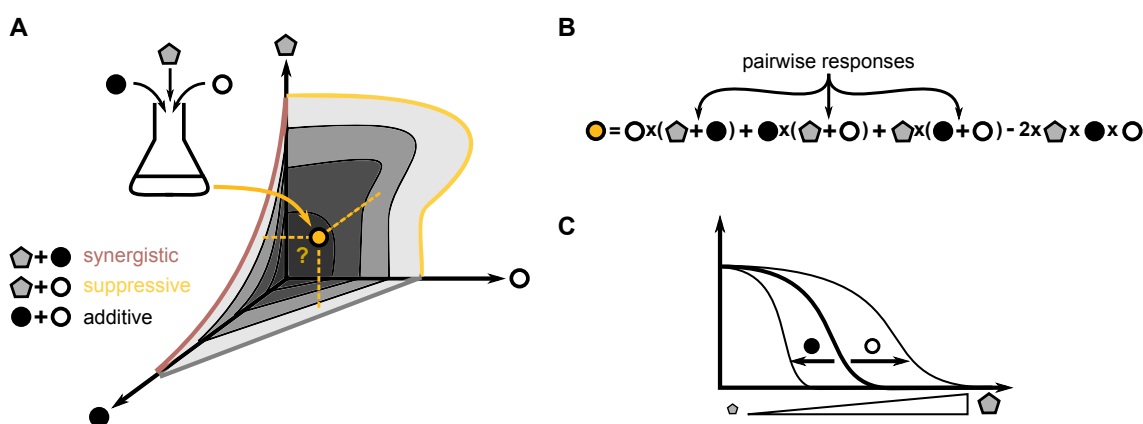 A
?
+ synergistic
+ suppressive
+ additive
B
pairwise responses
= x( + ) + x( + ) + x( + ) - 2x x x
C